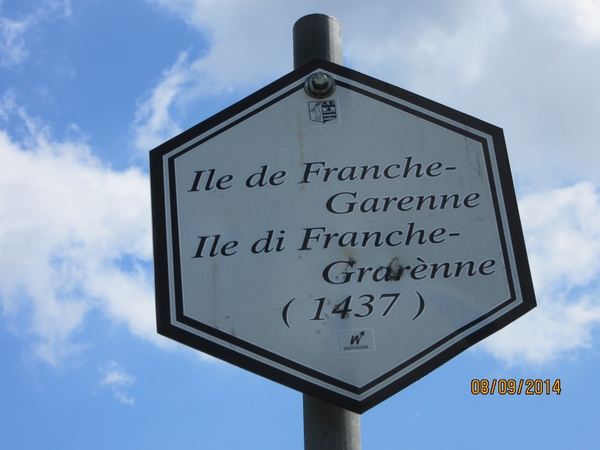 Ile de Franche-
Garenne
Ile di Franche-
Grarènne
( 1437 )
W
08/09/2014